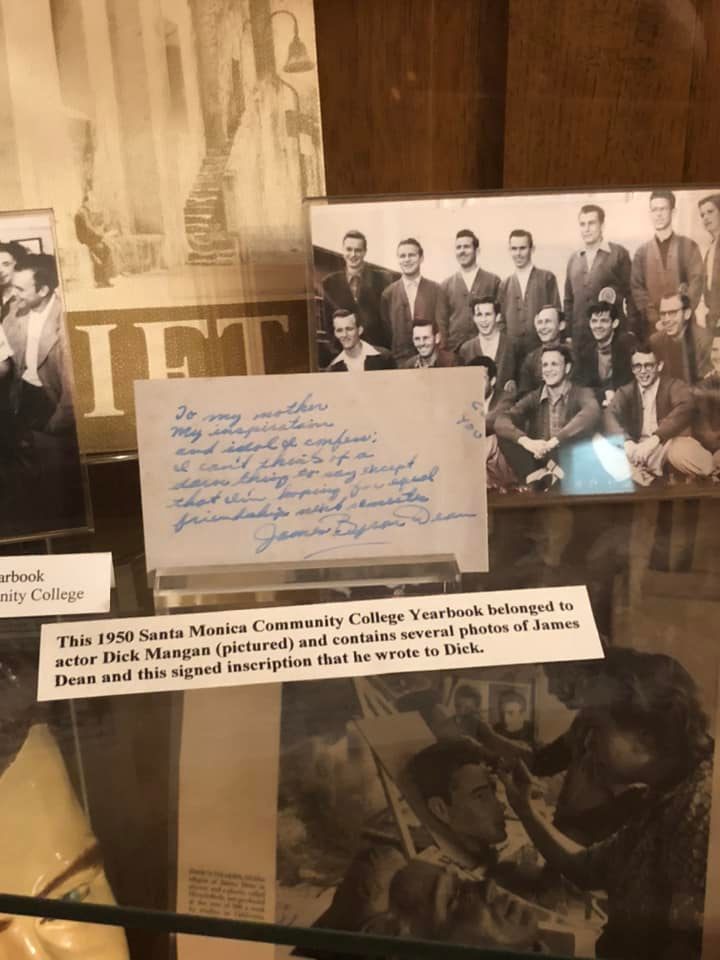 IFT
To my mother
My inspiration
and idol & confess;
I can't think of a
darn thing to say except
that I'm hoping for equal
friendship next semester
James Byron Dean
you
arbook
nity College
This 1950 Santa Monica Community College Yearbook belonged to
actor Dick Mangan (pictured) and contains several photos of James
Dean and this signed inscription that he wrote to Dick.